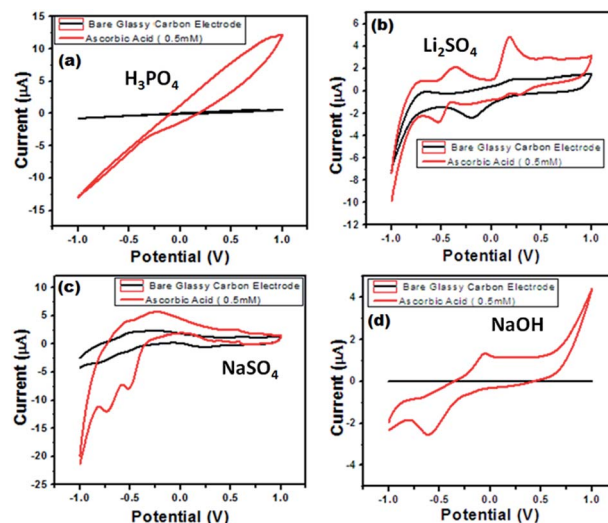 (a)
Bare Glassy Carbon Electrode
Ascorbic Acid ( 0.5mM)
H₃PO₄
Current (µA)
15
10
5
0
-5
-10
-15
-1.0 -0.5 0.0 0.5 1.0
Potential (V)
(b)
Li₂SO₄
Current (µA)
6
4
2
0
-2
-4
-6
-8
-10
-12
Bare Glassy Carbon Electrode
Ascorbic Acid ( 0.5mM)
-1.0 -0.5 0.0 0.5 1.0
Potential (V)
(c)
Bare Glassy Carbon Electrode
Ascorbic Acid ( 0.5mM)
NaSO₄
Current (µA)
10
5
0
-5
-10
-15
-20
-25
-1.0 -0.5 0.0 0.5 1.0
Potential (V)
Bare Glassy Carbon Electrode
Ascorbic Acid ( 0.5mM)
(d)
NaOH
Current (µA)
4
2
0
-2
-4
-1.0 -0.5 0.0 0.5 1.0
Potential (V)